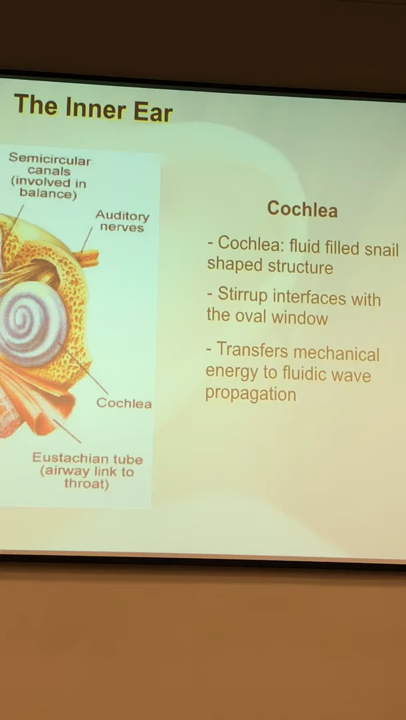 The Inner Ear
Semicircular
canals
(involved in
balance)
Auditory
nerves
Cochlea
Eustachian tube
(airway link to
throat)
Cochlea
- Cochlea: fluid filled snail
shaped structure
- Stirrup interfaces with
the oval window
- Transfers mechanical
energy to fluidic wave
propagation